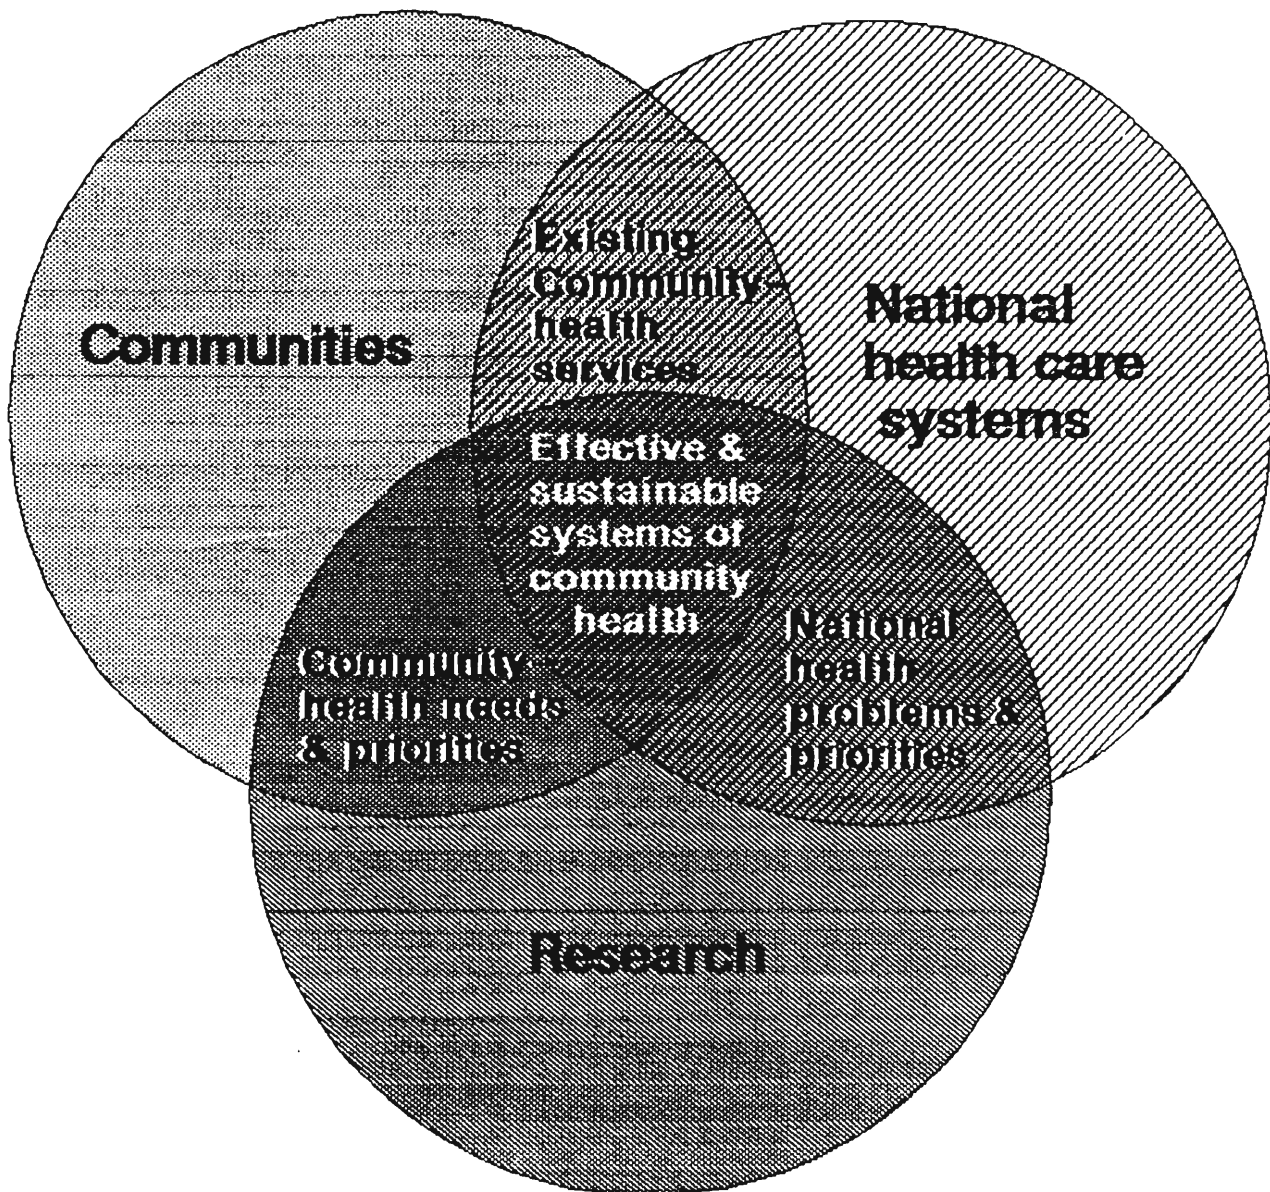 Existing
Community-
health
services
Communities
National
health care
systems
Effective &
sustainable
systems of
community
health
Community
health needs
& priorities
National
health
problems &
priorities
Research